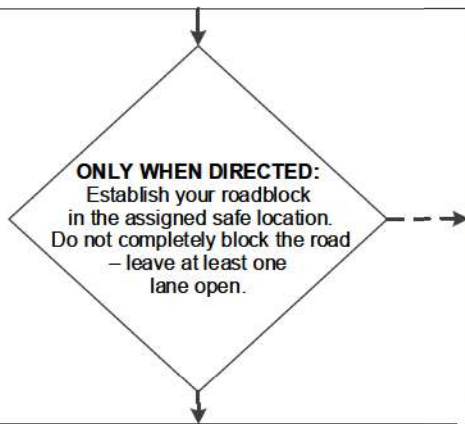 ONLY WHEN DIRECTED:
Establish your roadblock
in the assigned safe location.
Do not completely block the road
– leave at least one
lane open.